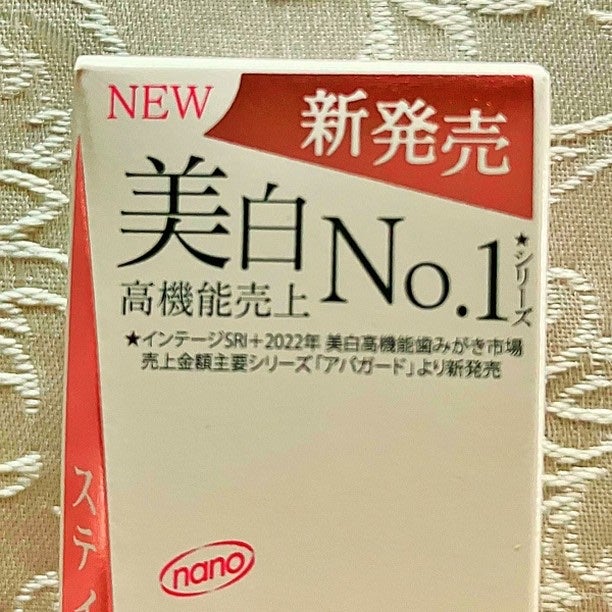 NEW
新発売
美白
高機能売上
No.1
★シリーズ
★インテージSRI+2022年 美白高機能歯みがき市場
売上金額主要シリーズ「アパガード」より新発売
ステイ
nano